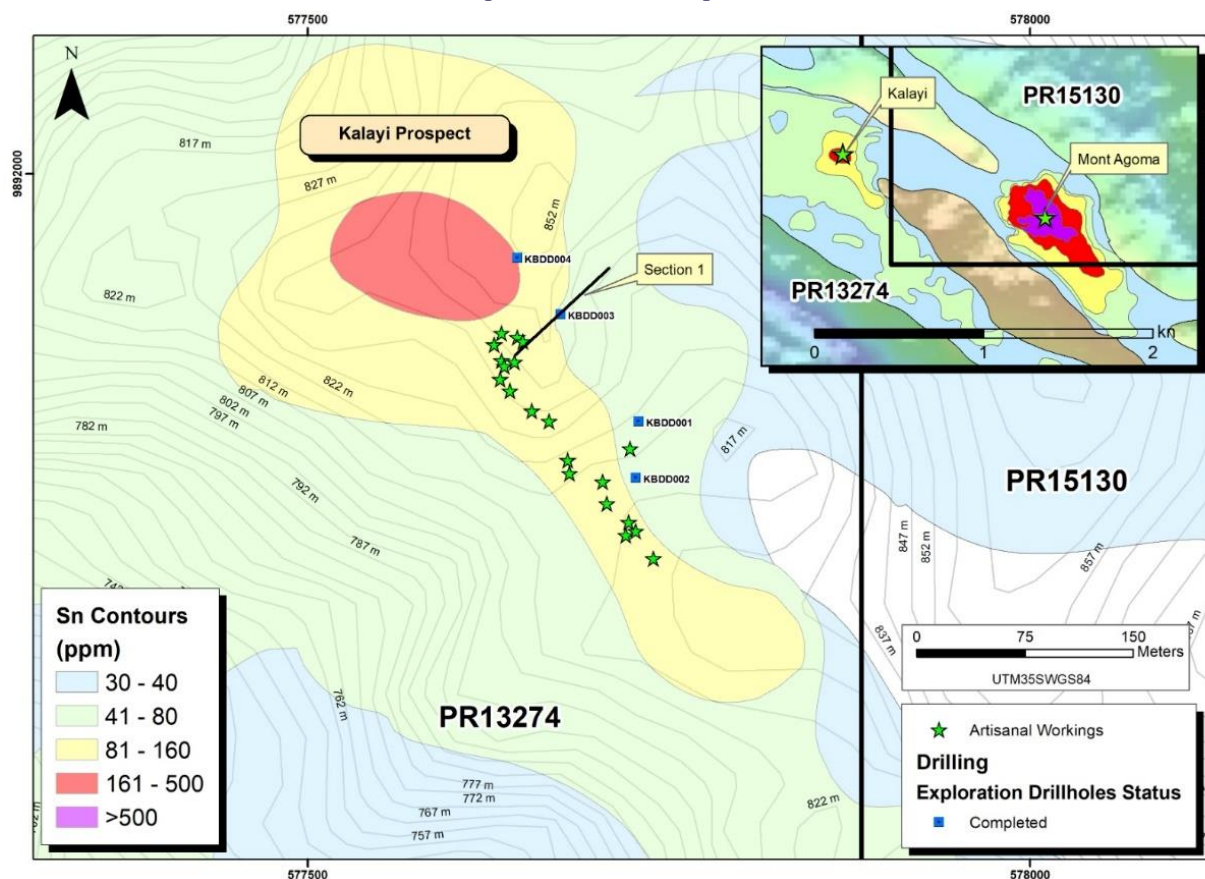 577500
578000
N
9892000
9892000
Kalayi Prospect
817 m
827 m
852 m
822 m
KBDD004
Section 1
KBDD003
812 m
822 m
807 m
802 m
797 m
782 m
KBDD001
817 m
792 m
KBDD002
787 m
PR15130
847 m
852 m
857 m
837 m
762 m
PR13274
822 m
777 m
772 m
767 m
757 m
Kalayi
PR15130
Mont Agoma
PR13274
0
1
2
Sn Contours
(ppm)
30 - 40
41 - 80
81 - 160
161 - 500
>500
0 75 150
Meters
UTM35SWGS84
Artisanal Workings
Drilling
Exploration Drillholes Status
Completed
577500
578000